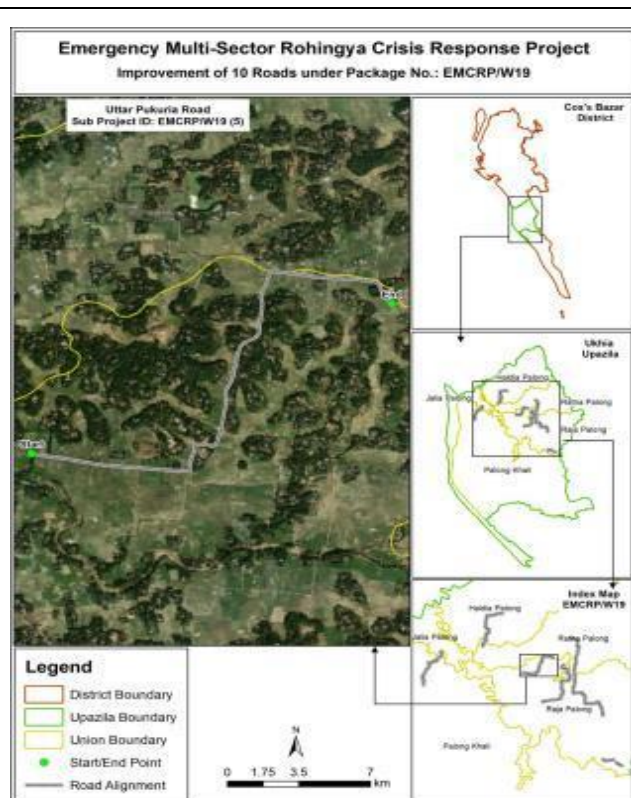 Emergency Multi-Sector Rohingya Crisis Response Project
Improvement of 10 Roads under Package No.: EMCRP/W19
Uttar Pukuria Road
Sub Project ID: EMCRP/W19 (5)
Start
End
Cox's Bazar
District
Ukhia
Upazila
Haldia Palong
Jalia Palong
Ratna Palong
Raja Palong
Palong Khali
Index Map
EMCRP/W19
Haldia Palong
Jalia Palong
Ratna Palong
Raja Palong
Palong Khali
Legend
District Boundary
Upazila Boundary
Union Boundary
Start/End Point
Road Alignment
N
0 1.75 3.5 7
km